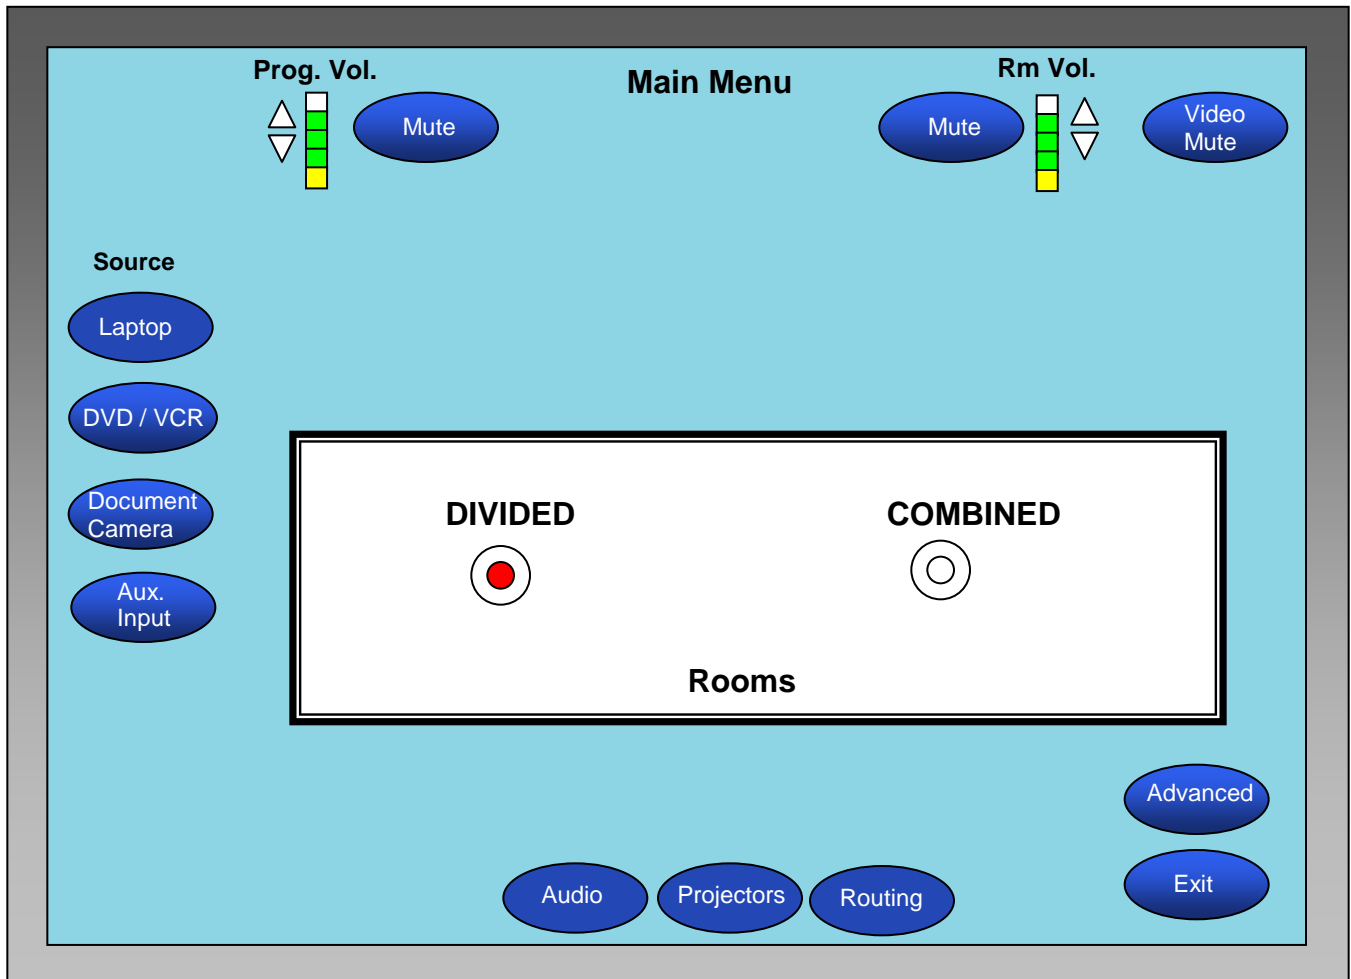 Prog. Vol.
Main Menu
Rm Vol.
Mute
Mute
Video
Mute
Source
Laptop
DVD / VCR
Document
Camera
Aux.
Input
DIVIDED
COMBINED
Rooms
Advanced
Exit
Audio
Projectors
Routing